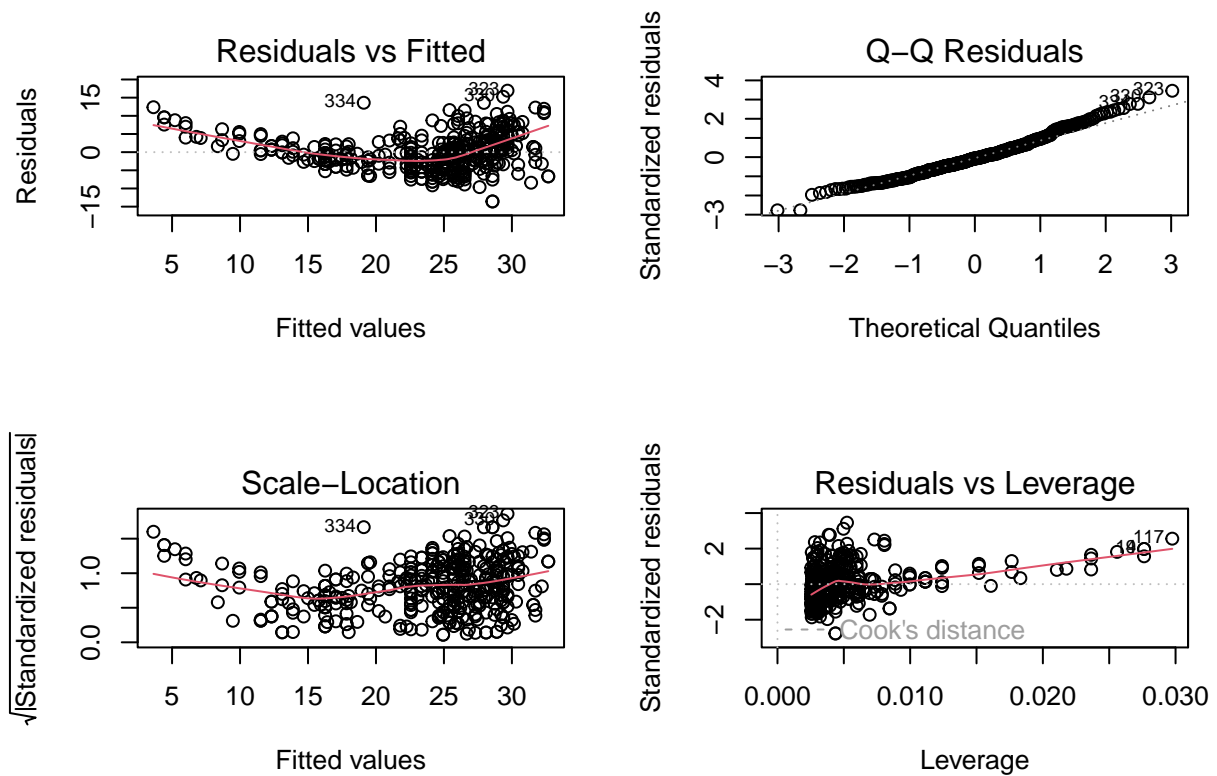 Residuals vs Fitted
Residuals
15
0
−15
334
323
330
5 10 15 20 25 30
Fitted values
Q−Q Residuals
Standardized residuals
4
2
0
−3
323
−3 −2 −1 0 1 2 3
Theoretical Quantiles
Scale−Location
√|Standardized residuals|
1.0
0.0
334
323
330
5 10 15 20 25 30
Fitted values
Residuals vs Leverage
Standardized residuals
2
0
−2
117
Cook's distance
0.000 0.010 0.020 0.030
Leverage